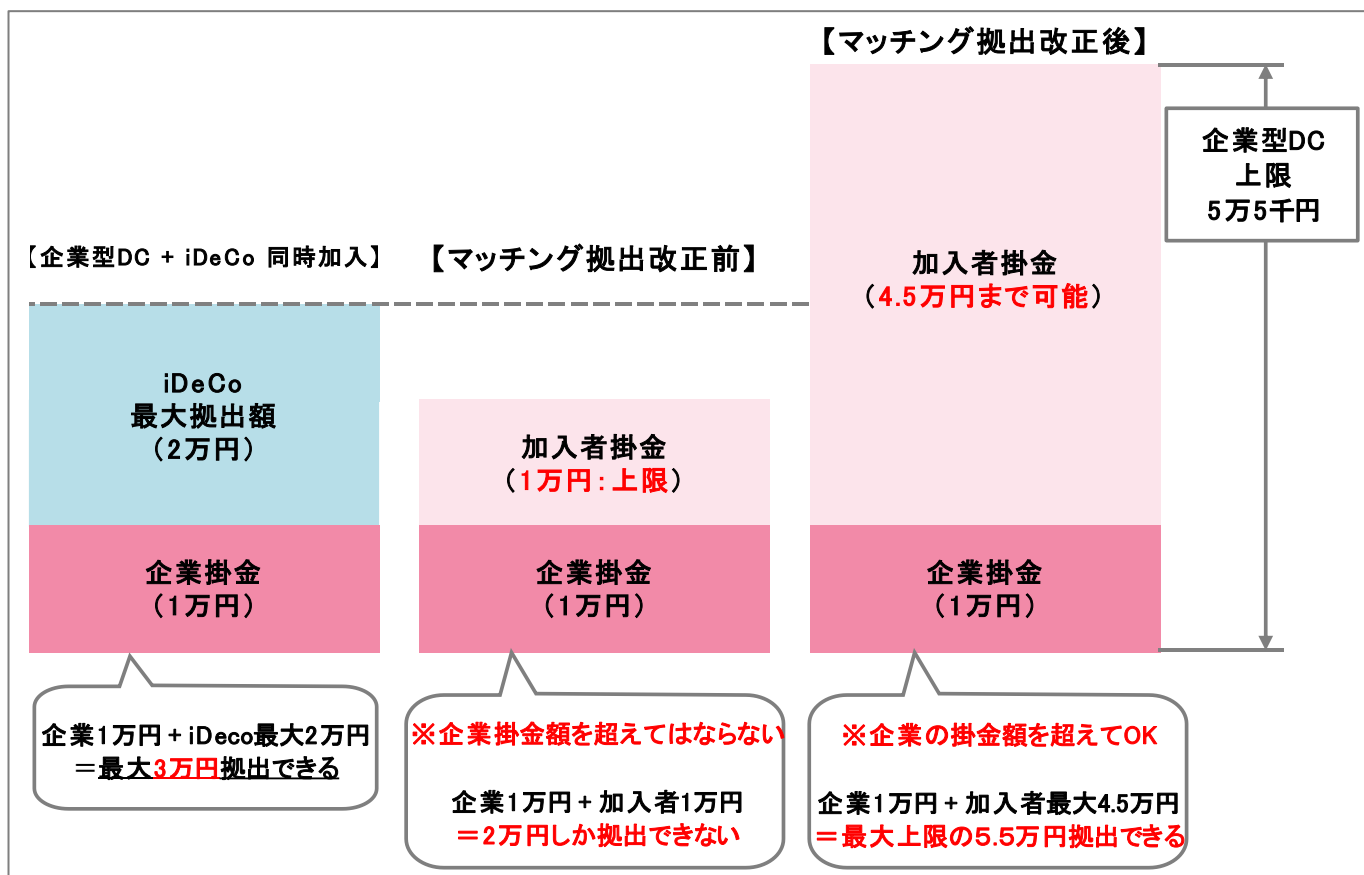 【マッチング拠出改正後】
企業型DC
上限
5万5千円
【企業型DC + iDeCo 同時加入】
【マッチング拠出改正前】
加入者掛金
（4.5万円まで可能）
iDeCo
最大拠出額
（2万円）
加入者掛金
（1万円：上限）
企業掛金
（1万円）
企業掛金
（1万円）
企業掛金
（1万円）
企業1万円＋iDeco最大2万円
＝最大3万円拠出できる
※企業掛金額を超えてはならない
企業1万円＋加入者1万円
＝2万円しか拠出できない
※企業の掛金額を超えてOK
企業1万円＋加入者最大4.5万円
＝最大上限の5.5万円拠出できる